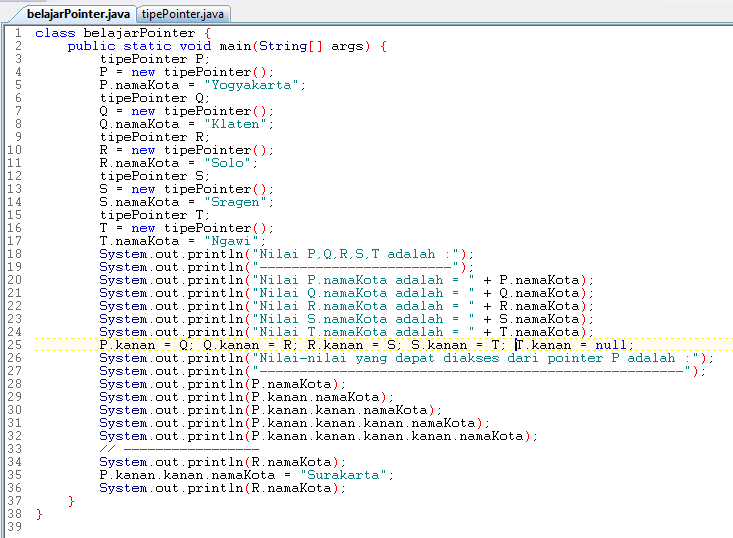 belajarPointer.java tipePointer.java
1 class belajarPointer {
2     public static void main(String[] args) {
3         tipePointer P;
4         P = new tipePointer();
5         P.namaKota = "Yogyakarta";
6         tipePointer Q;
7         Q = new tipePointer();
8         Q.namaKota = "Klaten";
9         tipePointer R;
10         R = new tipePointer();
11         R.namaKota = "Solo";
12         tipePointer S;
13         S = new tipePointer();
14         S.namaKota = "Sragen";
15         tipePointer T;
16         T = new tipePointer();
17         T.namaKota = "Ngawi";
18         System.out.println("Nilai P,Q,R,S,T adalah :");
19         System.out.println("------------------------");
20         System.out.println("Nilai P.namaKota adalah = " + P.namaKota);
21         System.out.println("Nilai Q.namaKota adalah = " + Q.namaKota);
22         System.out.println("Nilai R.namaKota adalah = " + R.namaKota);
23         System.out.println("Nilai S.namaKota adalah = " + S.namaKota);
24         System.out.println("Nilai T.namaKota adalah = " + T.namaKota);
25         P.kanan = Q; Q.kanan = R; R.kanan = S; S.kanan = T; T.kanan = null;
26         System.out.println("Nilai-nilai yang dapat diakses dari pointer P adalah :");
27         System.out.println("-----------------------------------------------------");
28         System.out.println(P.namaKota);
29         System.out.println(P.kanan.namaKota);
30         System.out.println(P.kanan.kanan.namaKota);
31         System.out.println(P.kanan.kanan.kanan.namaKota);
32         System.out.println(P.kanan.kanan.kanan.kanan.namaKota);
33         // -----------------
34         System.out.println(R.namaKota);
35         P.kanan.kanan.namaKota = "Surakarta";
36         System.out.println(R.namaKota);
37     }
38 }
39